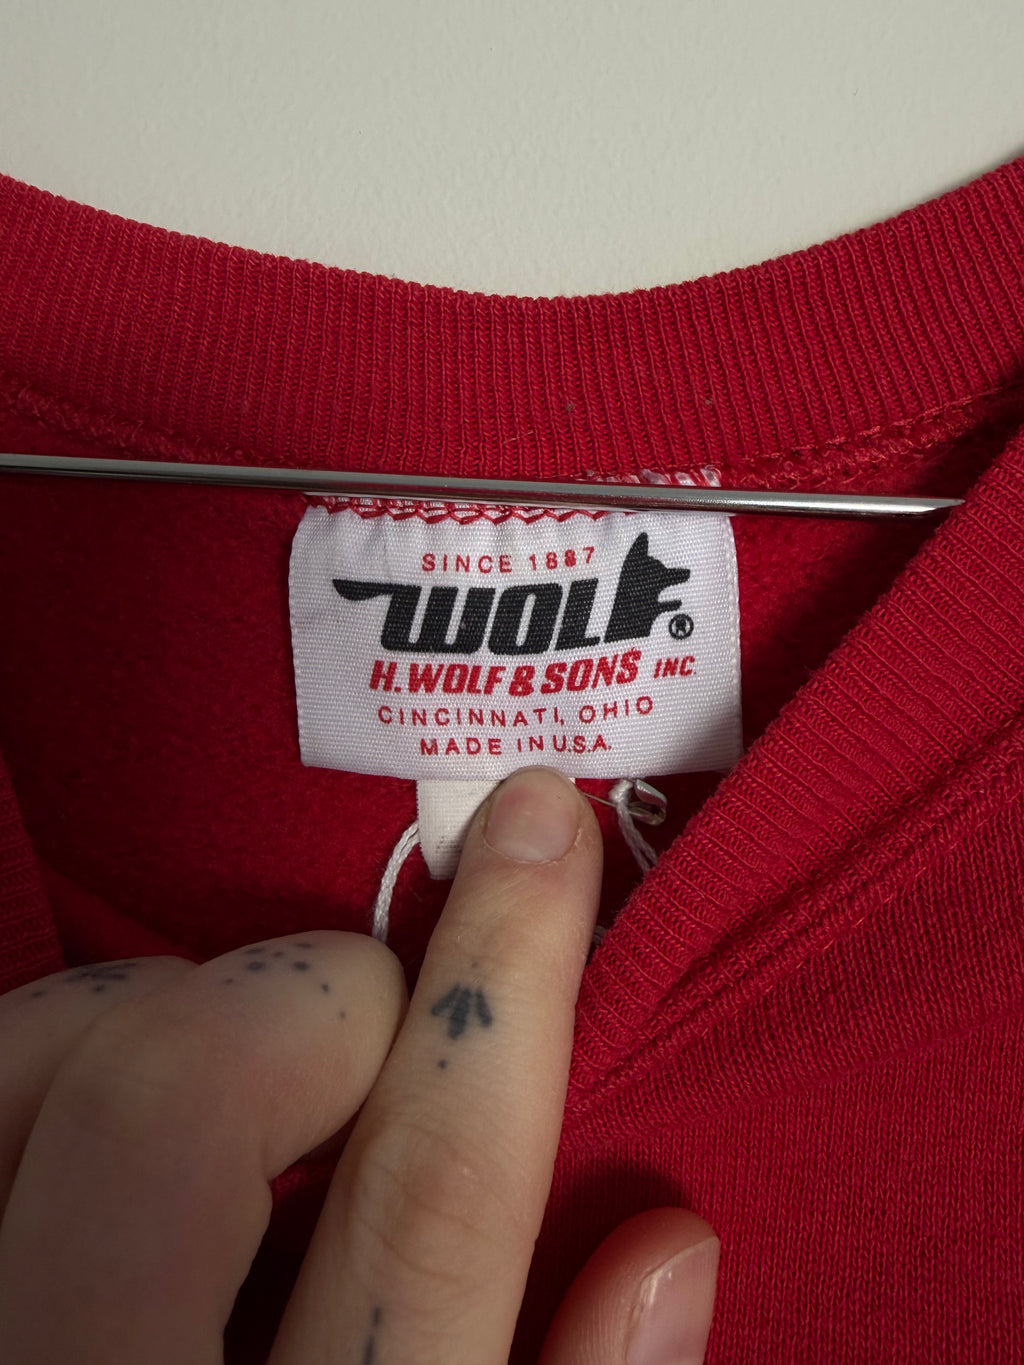 SINCE 1887
WOLF®
H. WOLF & SONS INC.
CINCINNATI, OHIO
MADE IN U.S.A.